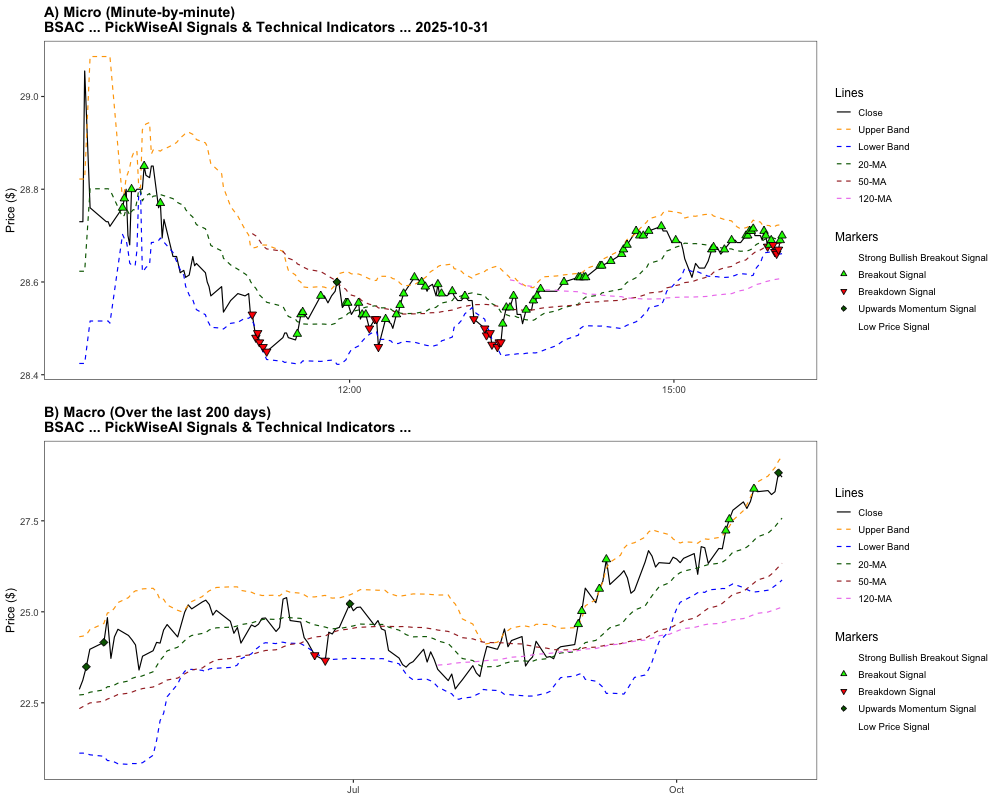 A) Micro (Minute-by-minute)
BSAC ... PickWiseAI Signals & Technical Indicators ... 2025-10-31
Price ($)
29.0
28.8
28.6
28.4
12:00
15:00
Lines
Close
Upper Band
Lower Band
20-MA
50-MA
120-MA
Markers
Strong Bullish Breakout Signal
Breakout Signal
Breakdown Signal
Upwards Momentum Signal
Low Price Signal
B) Macro (Over the last 200 days)
BSAC ... PickWiseAI Signals & Technical Indicators ...
Price ($)
27.5
25.0
22.5
Jul
Oct
Lines
Close
Upper Band
Lower Band
20-MA
50-MA
120-MA
Markers
Strong Bullish Breakout Signal
Breakout Signal
Breakdown Signal
Upwards Momentum Signal
Low Price Signal